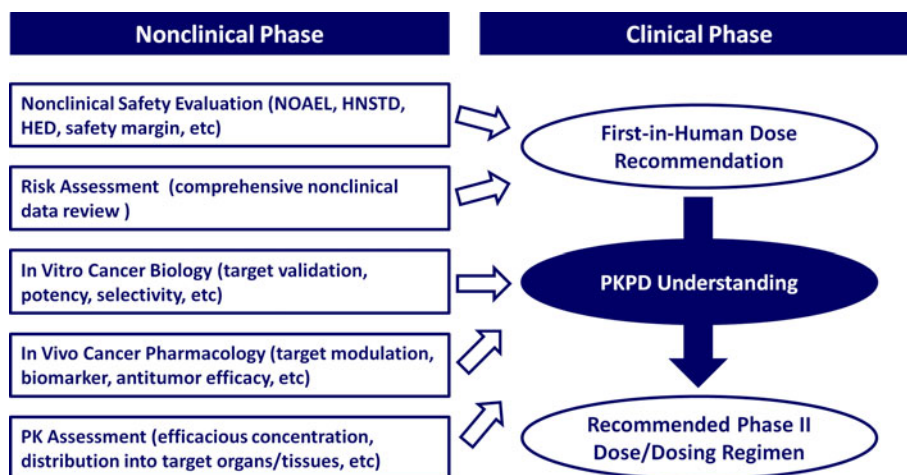 Nonclinical Phase
Clinical Phase
Nonclinical Safety Evaluation (NOAEL, HNSTD,
HED, safety margin, etc)
Risk Assessment (comprehensive nonclinical
data review )
In Vitro Cancer Biology (target validation,
potency, selectivity, etc)
In Vivo Cancer Pharmacology (target modulation,
biomarker, antitumor efficacy, etc)
PK Assessment (efficacious concentration,
distribution into target organs/tissues, etc)
First-in-Human Dose
Recommendation
PKPD Understanding
Recommended Phase II
Dose/Dosing Regimen